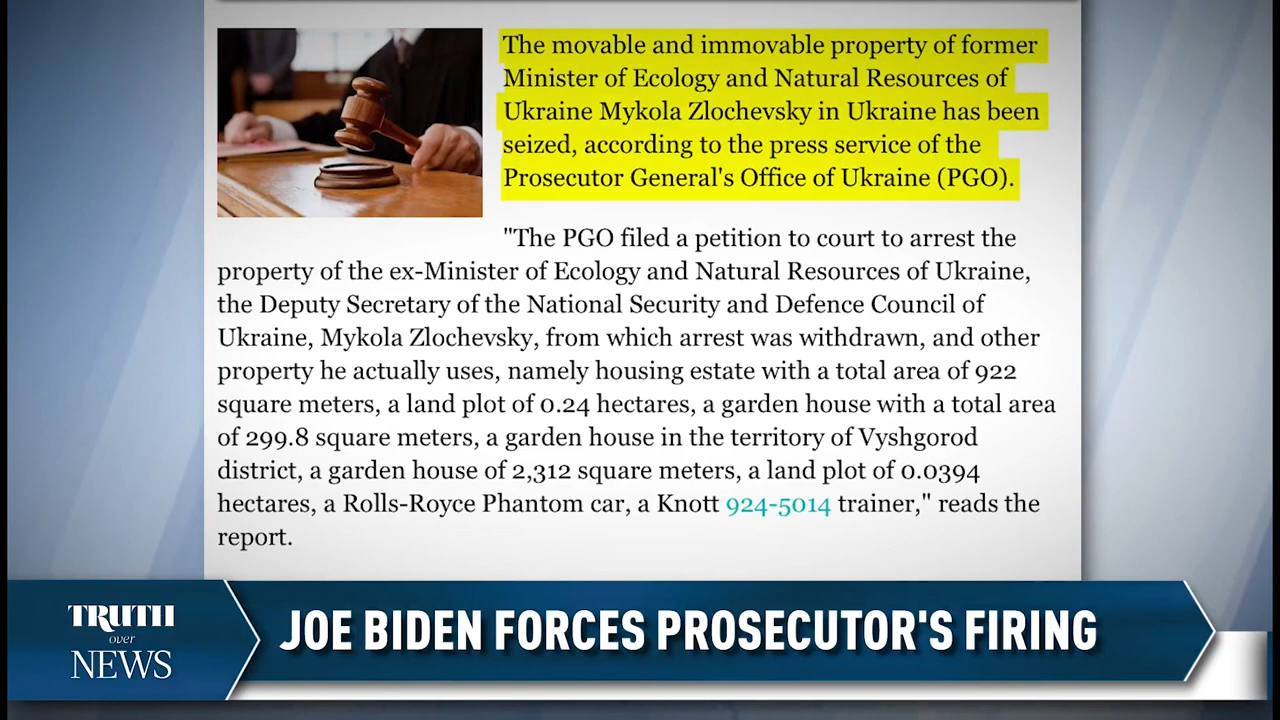 The movable and immovable property of former
Minister of Ecology and Natural Resources of
Ukraine Mykola Zlochevsky in Ukraine has been
seized, according to the press service of the
Prosecutor General's Office of Ukraine (PGO).
"The PGO filed a petition to court to arrest the
property of the ex-Minister of Ecology and Natural Resources of Ukraine,
the Deputy Secretary of the National Security and Defence Council of
Ukraine, Mykola Zlochevsky, from which arrest was withdrawn, and other
property he actually uses, namely housing estate with a total area of 922
square meters, a land plot of 0.24 hectares, a garden house with a total area
of 299.8 square meters, a garden house in the territory of Vyshgorod
district, a garden house of 2,312 square meters, a land plot of 0.0394
hectares, a Rolls-Royce Phantom car, a Knott 924-5014 trainer," reads the
report.
TRUTH
over
NEWS
JOE BIDEN FORCES PROSECUTOR'S FIRING